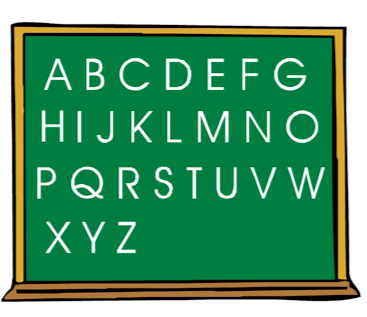 A B C D E F G
H I J K L M N O
P Q R S T U V W
X Y Z